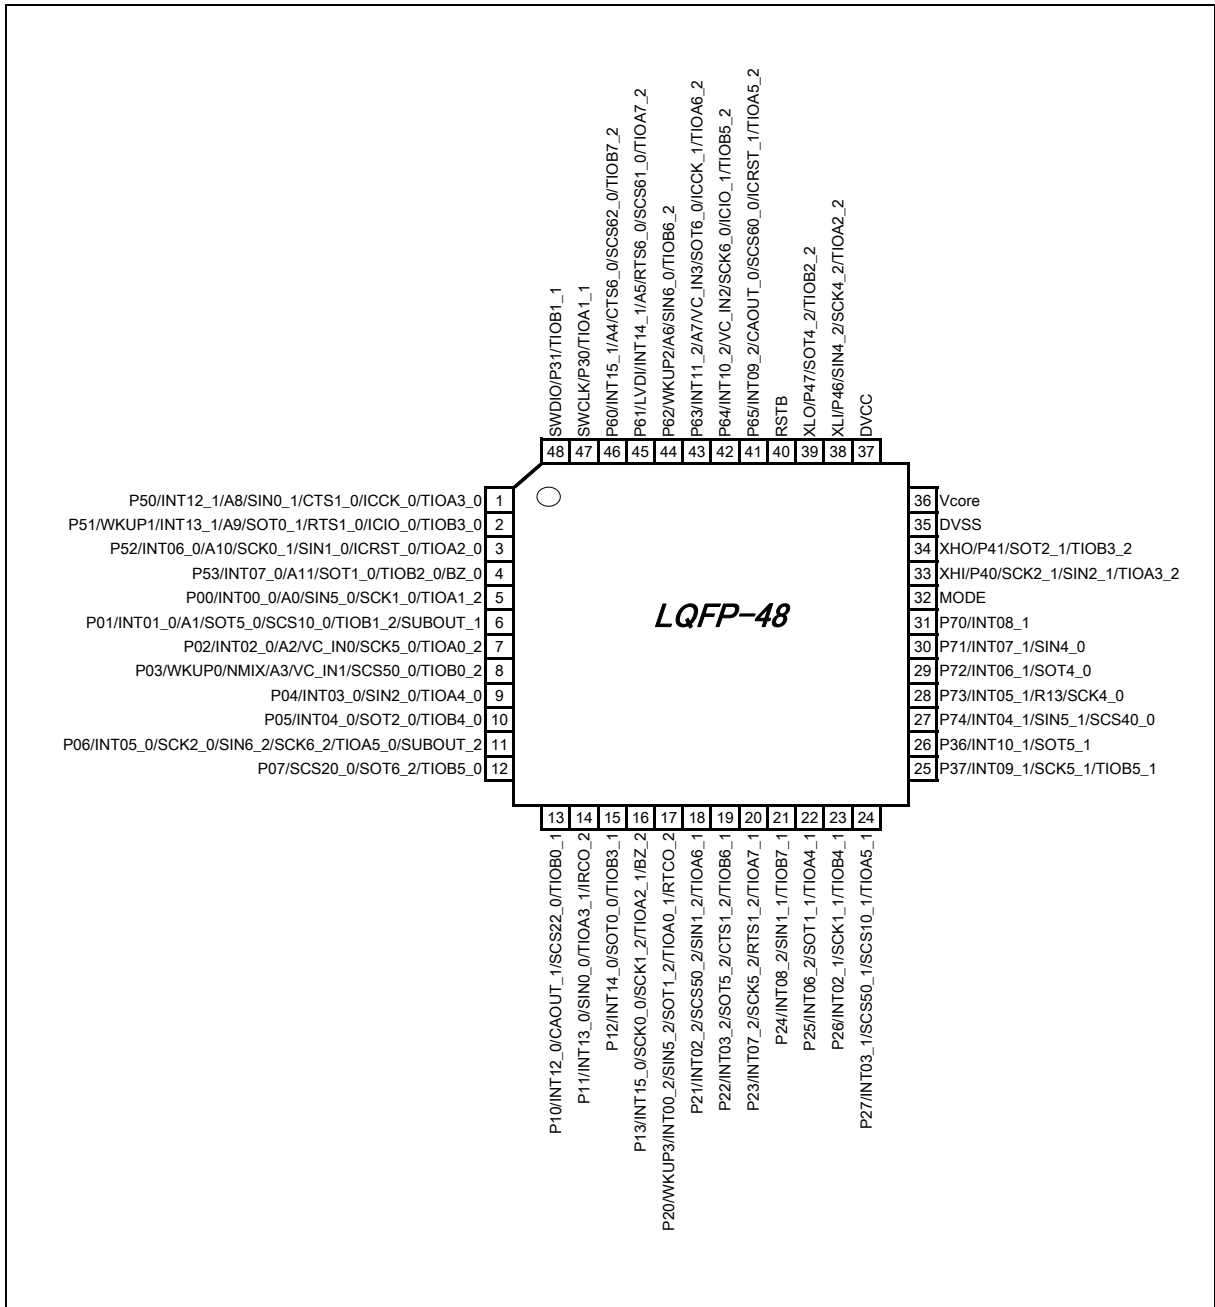 SWDIO/P31/TIOB1_1
SWCLK/P30/TIOA1_1
P60/INT15_1/A4/CTS6_0/SCS62_0/TIOB7_2
P61/LVDI/INT14_1/A5/RTS6_0/SCS61_0/TIOA7_2
P62/WKUP2/A6/SIN6_0/TIOB6_2
P63/INT11_2/A7/VC_IN3/SOT6_0/ICCK_1/TIOA6_2
P64/INT10_2/VC_IN2/SCK6_0/ICIO_1/TIOB5_2
P65/INT09_2/CAOUT_0/SCS60_0/ICRST_1/TIOA5_2
RSTB
XLO/P47/SOT4_2/TIOB2_2
XLI/P46/SIN4_2/SCK4_2/TIOA2_2
DVCC
48 47 46 45 44 43 42 41 40 39 38 37
P50/INT12_1/A8/SIN0_1/CTS1_0/ICCK_0/TIOA3_0 1
P51/WKUP1/INT13_1/A9/SOT0_1/RTS1_0/ICIO_0/TIOB3_0 2
P52/INT06_0/A10/SCK0_1/SIN1_0/ICRST_0/TIOA2_0 3
P53/INT07_0/A11/SOT1_0/TIOB2_0/BZ_0 4
P00/INT00_0/A0/SIN5_0/SCK1_0/TIOA1_2 5
P01/INT01_0/A1/SOT5_0/SCS10_0/TIOB1_2/SUBOUT_1 6
P02/INT02_0/A2/VC_IN0/SCK5_0/TIOA0_2 7
P03/WKUP0/NMIX/A3/VC_IN1/SCS50_0/TIOB0_2 8
P04/INT03_0/SIN2_0/TIOA4_0 9
P05/INT04_0/SOT2_0/TIOB4_0 10
P06/INT05_0/SCK2_0/SIN6_2/SCK6_2/TIOA5_0/SUBOUT_2 11
P07/SCS20_0/SOT6_2/TIOB5_0 12
LQFP-48
36 Vcore
35 DVSS
34 XHO/P41/SOT2_1/TIOB3_2
33 XHI/P40/SCK2_1/SIN2_1/TIOA3_2
32 MODE
31 P70/INT08_1
30 P71/INT07_1/SIN4_0
29 P72/INT06_1/SOT4_0
28 P73/INT05_1/R13/SCK4_0
27 P74/INT04_1/SIN5_1/SCS40_0
26 P36/INT10_1/SOT5_1
25 P37/INT09_1/SCK5_1/TIOB5_1
13 14 15 16 17 18 19 20 21 22 23 24
P10/INT12_0/CAOUT_1/SCS22_0/TIOB0_1
P11/INT13_0/SIN0_0/TIOA3_1/IRCO_2
P12/INT14_0/SOT0_0/TIOB3_1
P13/INT15_0/SCK0_0/SCK1_2/TIOA2_1/BZ_2
P20/WKUP3/INT00_2/SIN5_2/SOT1_2/TIOA0_1/RTCO_2
P21/INT02_2/SCS50_2/SIN1_2/TIOA6_1
P22/INT03_2/SOT5_2/CTS1_2/TIOB6_1
P23/INT07_2/SCK5_2/RTS1_2/TIOA7_1
P24/INT08_2/SIN1_1/TIOB7_1
P25/INT06_2/SOT1_1/TIOA4_1
P26/INT02_1/SCK1_1/TIOB4_1
P27/INT03_1/SCS50_1/SCS10_1/TIOA5_1